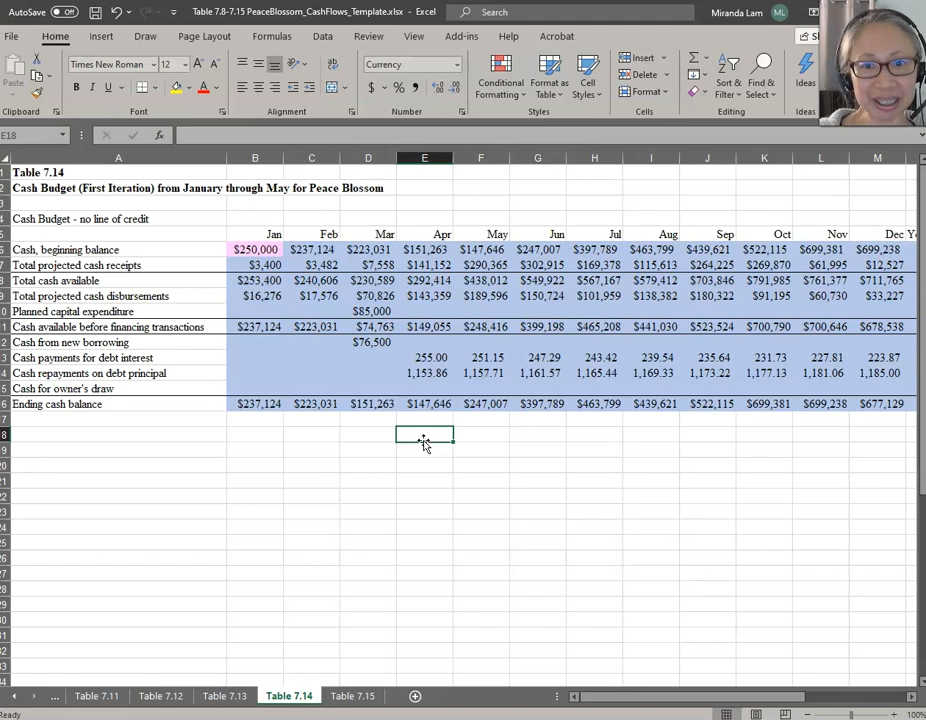 AutoSave Off Table 7.8-7.15 PeaceBlossom_CashFlows_Template.xlsx - Excel Search Miranda Lam ML
File Home Insert Draw Page Layout Formulas Data Review View Add-ins Help Acrobat
Paste Times New Roman 12 Currency Conditional Formatting Format as Table Cell Styles Insert Delete Format Sort & Filter Find & Select Ideas
Clipboard Font Alignment Number Styles Cells Editing Ideas
E18
A B C D E F G H I J K L M
Table 7.14
Cash Budget (First Iteration) from January through May for Peace Blossom
Cash Budget - no line of credit
Jan Feb Mar Apr May Jun Jul Aug Sep Oct Nov Dec
Cash, beginning balance $250,000 $237,124 $223,031 $151,263 $147,646 $247,007 $397,789 $463,799 $439,621 $522,115 $699,381 $699,238
Total projected cash receipts $3,400 $3,482 $7,558 $141,152 $290,365 $302,915 $169,378 $115,613 $264,225 $269,870 $61,995 $12,527
Total cash available $253,400 $240,606 $230,589 $292,414 $438,012 $549,922 $567,167 $579,411 $703,846 $791,985 $761,377 $711,765
Total projected cash disbursements $16,276 $17,576 $70,826 $143,359 $189,596 $150,724 $101,959 $138,382 $180,322 $91,195 $60,730 $33,227
Planned capital expenditure $85,000
Cash available before financing transactions $237,124 $223,031 $74,763 $149,055 $248,416 $399,198 $465,208 $441,030 $523,524 $700,790 $700,646 $678,538
Cash from new borrowing $76,500
Cash payments for debt interest 255.00 251.15 247.29 243.42 239.54 235.64 231.73 227.81 223.87
Cash repayments on debt principal 1,153.86 1,157.71 1,161.57 1,165.44 1,169.33 1,173.22 1,177.13 1,181.06 1,185.00
Cash for owner's draw
Ending cash balance $237,124 $223,031 $151,263 $147,646 $247,007 $397,789 $463,799 $439,621 $522,115 $699,381 $699,238 $677,129
... Table 7.11 Table 7.12 Table 7.13 Table 7.14 Table 7.15
Ready 100%